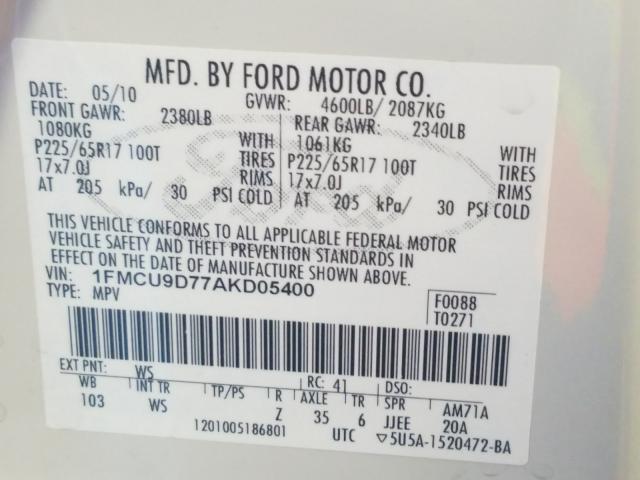 MFD. BY FORD MOTOR CO.
DATE: 05/10 GVWR: 4600LB/ 2087KG
FRONT GAWR: 2380LB REAR GAWR: 2340LB
1080KG WITH 1061KG WITH
P225/65R17 100T TIRES P225/65R17 100T TIRES
17x7.0J RIMS 17x7.0J RIMS
AT 205 kPa/ 30 PSI COLD AT 205 kPa/ 30 PSI COLD
THIS VEHICLE CONFORMS TO ALL APPLICABLE FEDERAL MOTOR
VEHICLE SAFETY AND THEFT PREVENTION STANDARDS IN
EFFECT ON THE DATE OF MANUFACTURE SHOWN ABOVE.
VIN: 1FMCU9D77AKD05400
TYPE: MPV
F0088
T0271
EXT PNT: WS RC: 41 DSO:
WB INT TR TP/PS R AXLE TR SPR AM71A
103 WS Z 35 6 JJEE 20A
1201005186801 UTC ▽5U5A-1520472-BA
Ford